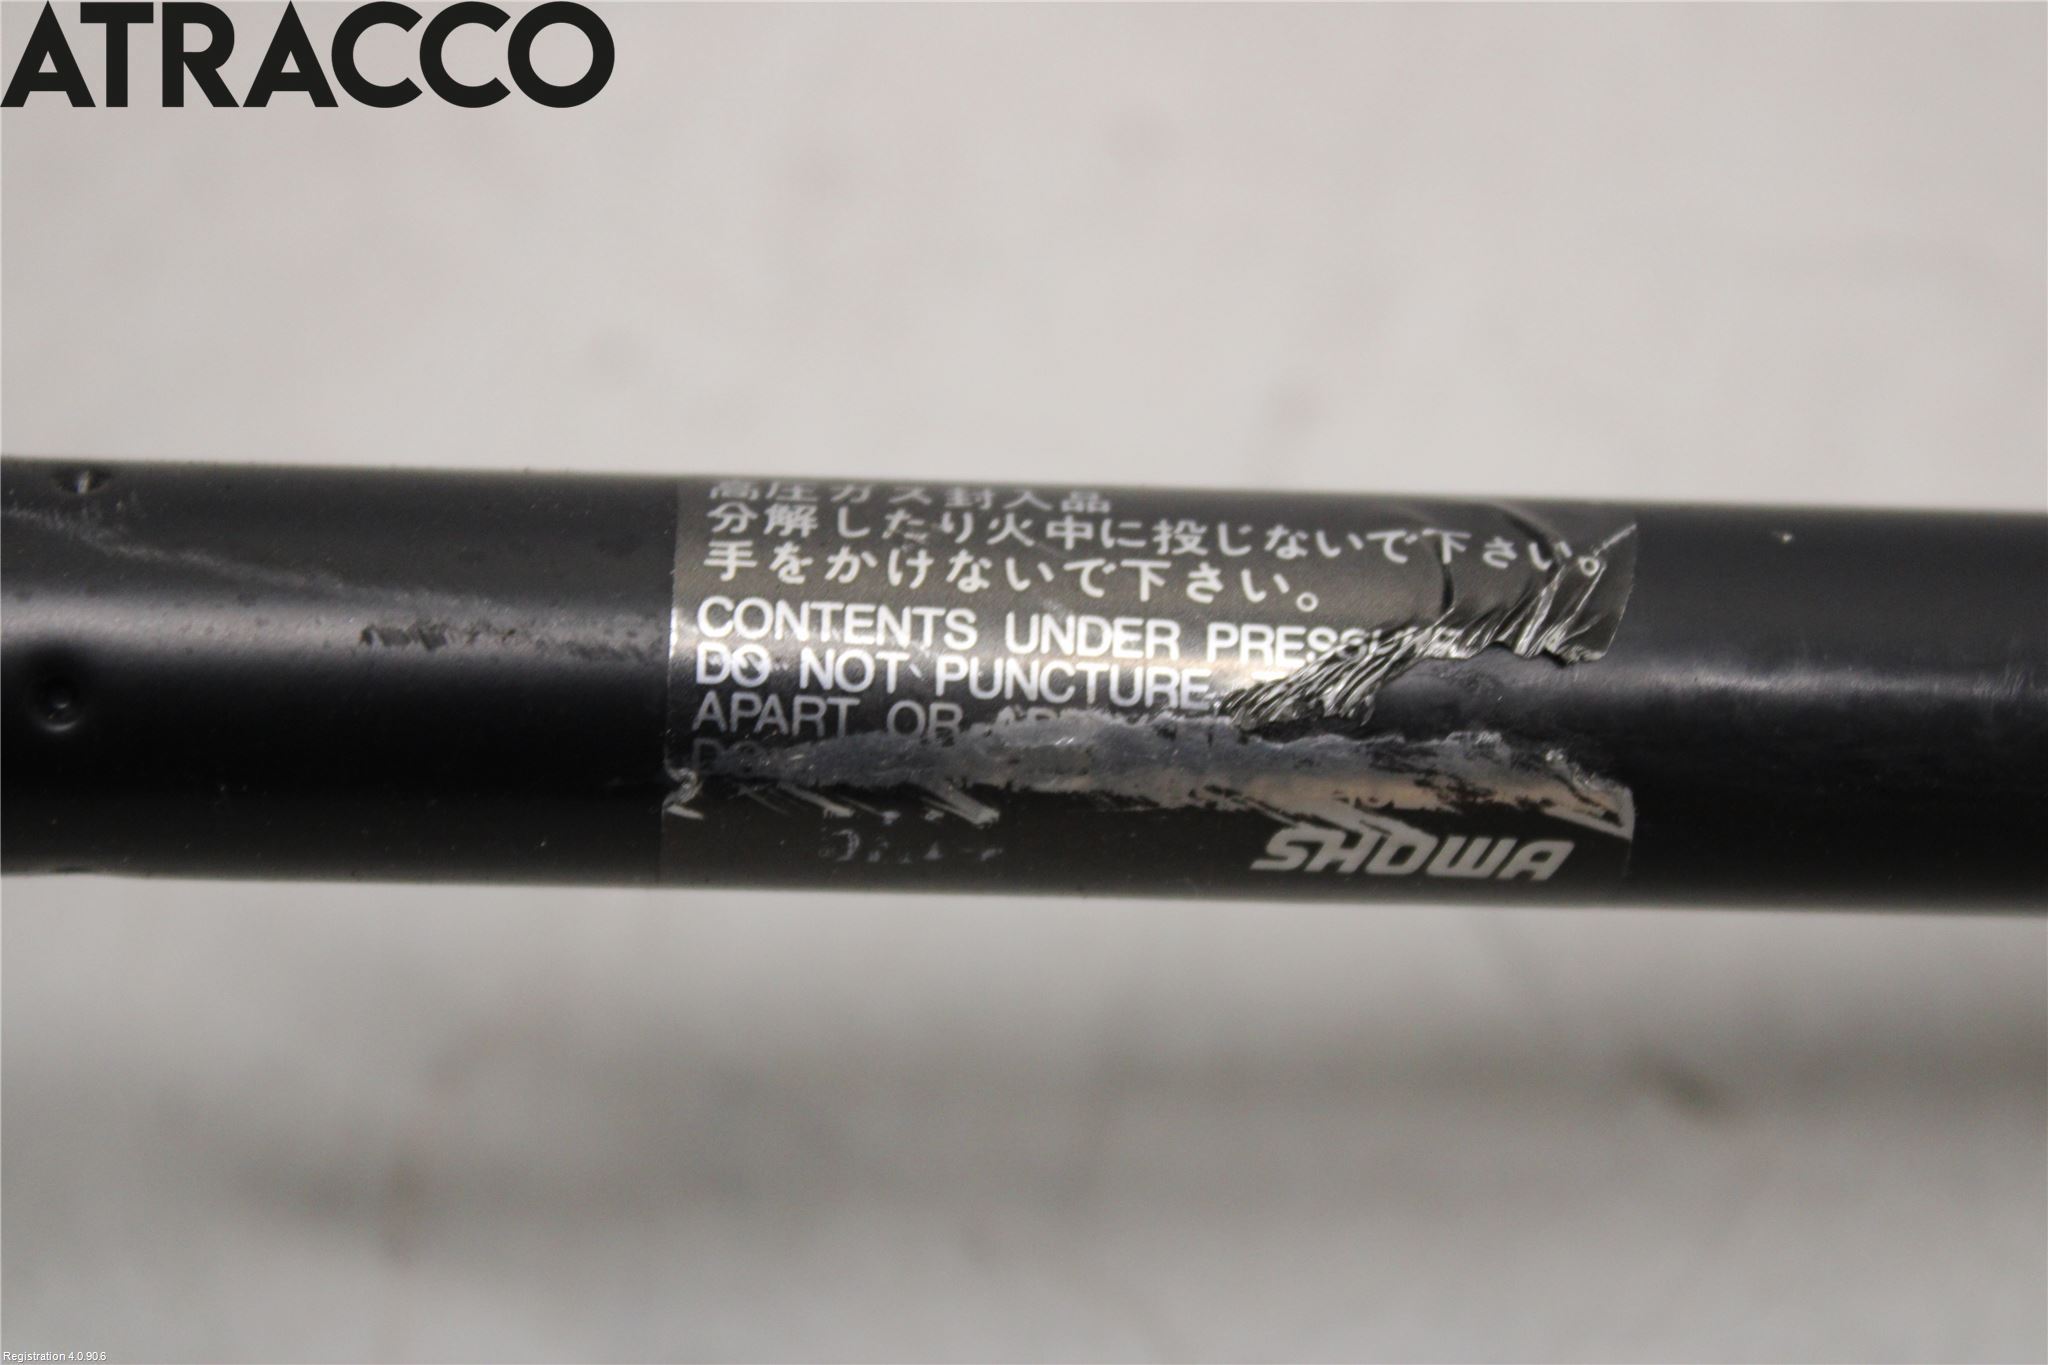 ATRACCO
高圧ガス封入品
分解したり火中に投じないで下さい。
手をかけないで下さい。
CONTENTS UNDER
DO NOT PUNCTURE
APART OR
SHOWA
Registration 4.0.90.6